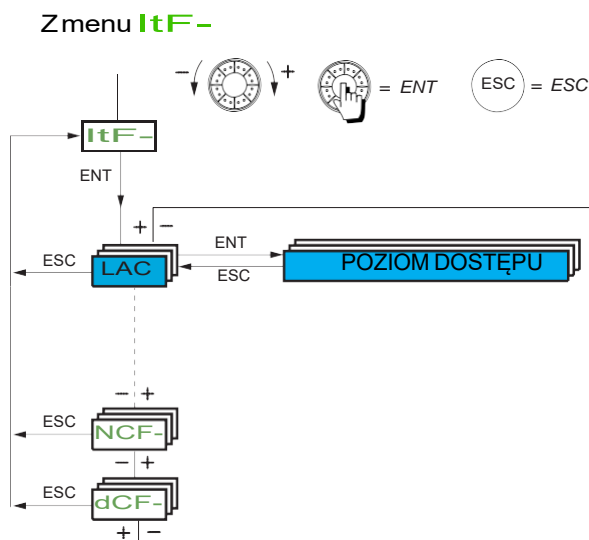 Z menu ItF-
− + = ENT ESC = ESC
ItF-
ENT
+ −
ESC LAC ENT POZIOM DOSTĘPU
ESC
− +
ESC NCF-
− +
ESC dCF-
+ −